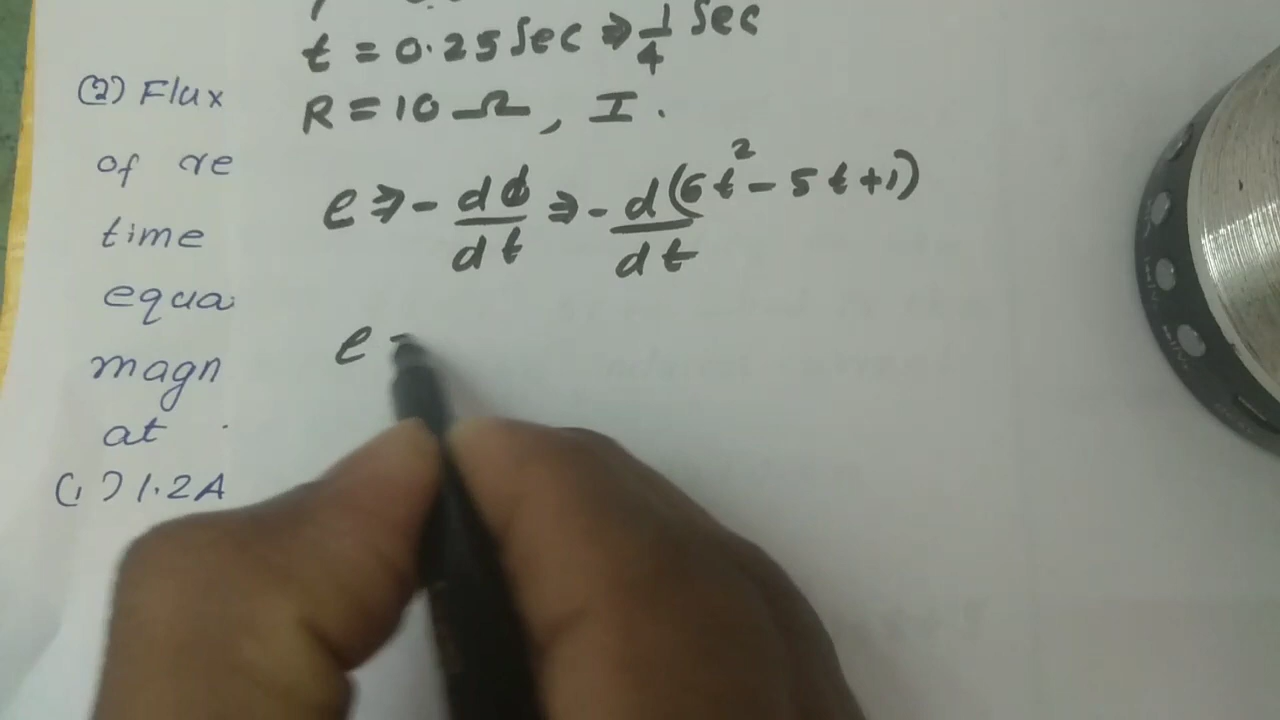 t = 0.25 Sec ⇒ 1/4 Sec
R = 10 Ω, I.
e ⇒ - dϕ/dt ⇒ - d(6t² - 5t + 1)/dt
e =
(2) Flux
of re
time
equa
magn
at
(1) 1.2A